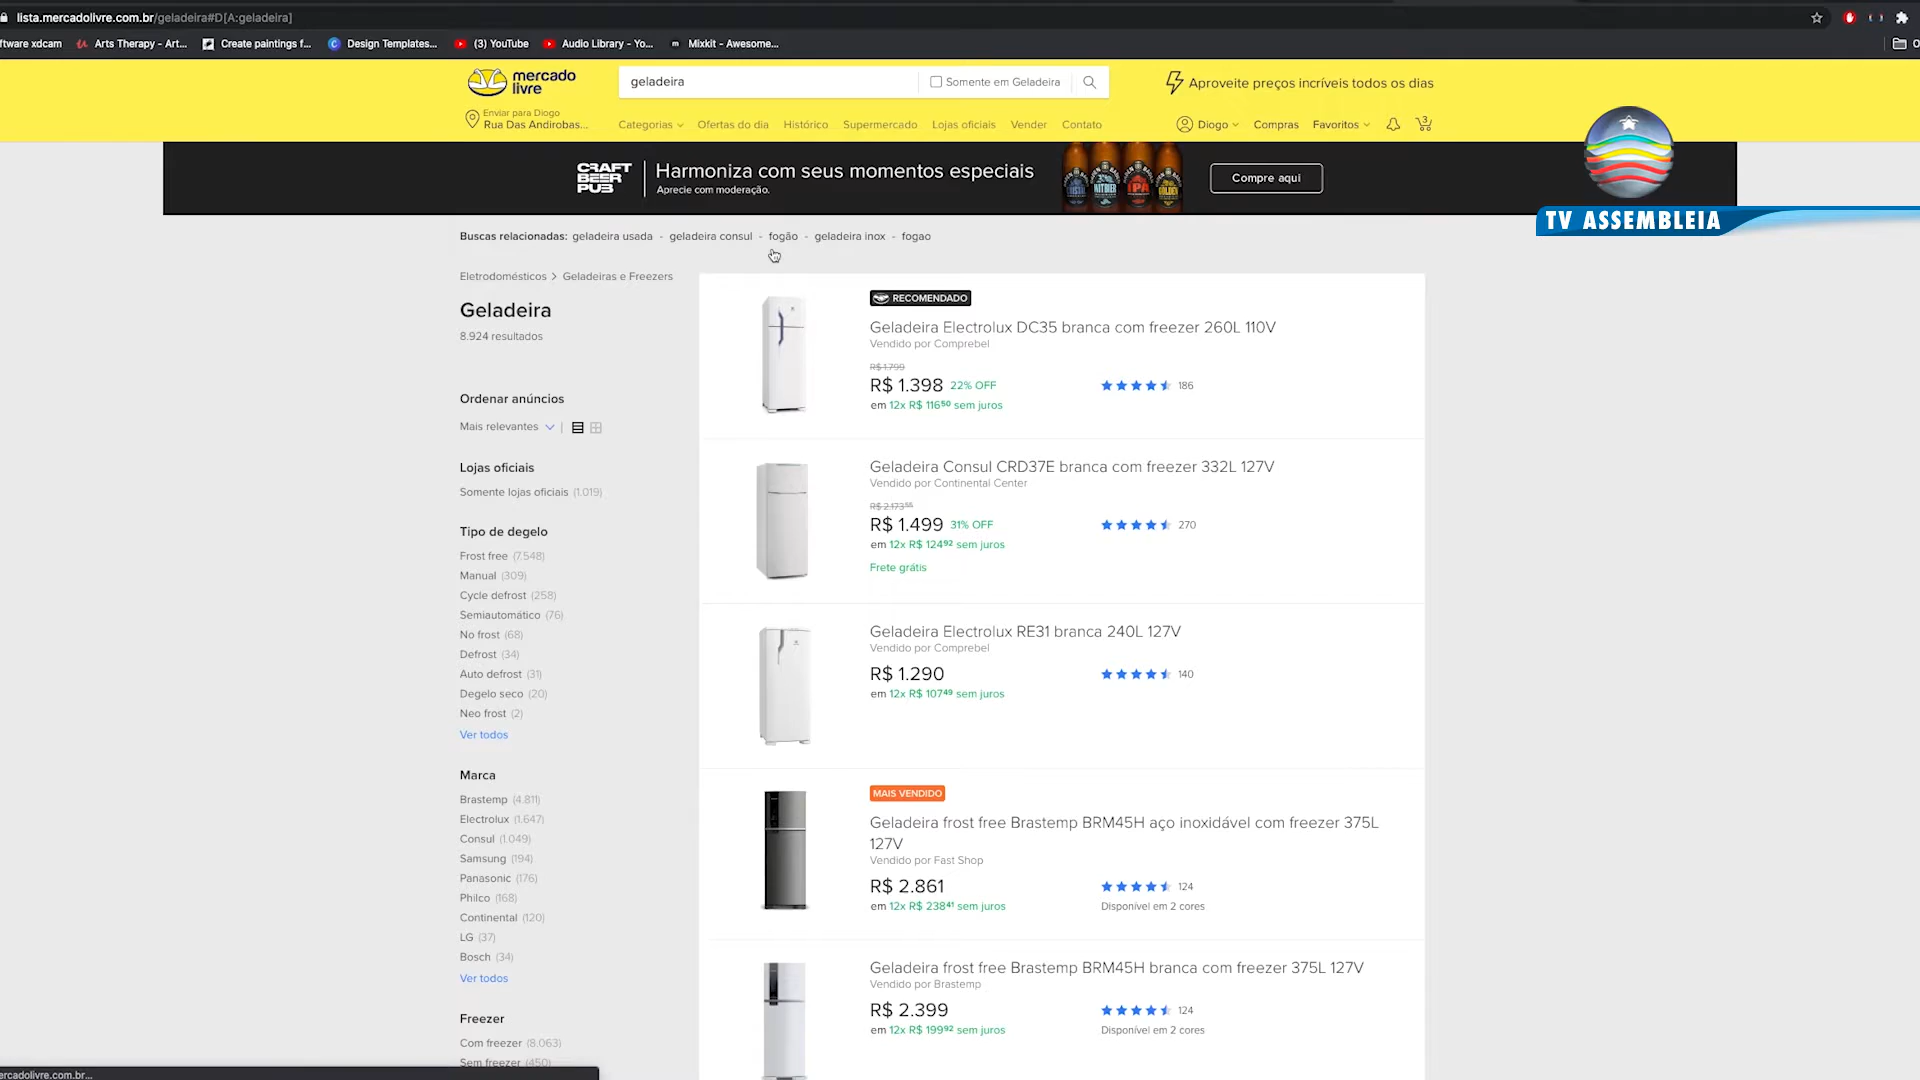 lista.mercadolivre.com.br/geladeira#D[A:geladeira]
ftware xdcam
Arts Therapy - Art...
Create paintings f...
Design Templates...
(3) YouTube
Audio Library - Yo...
Mixkit - Awesome...
mercado livre
geladeira
Somente em Geladeira
Aproveite preços incríveis todos os dias
Enviar para Diogo
Rua Das Andirobas...
Categorias
Ofertas do dia
Histórico
Supermercado
Lojas oficiais
Vender
Contato
Diogo
Compras
Favoritos
3
CRAFT BEER PUB
Harmoniza com seus momentos especiais
Aprecie com moderação.
Compre aqui
TV ASSEMBLEIA
Buscas relacionadas: geladeira usada - geladeira consul - fogão - geladeira inox - fogao
Eletrodomésticos > Geladeiras e Freezers
Geladeira
8.924 resultados
Ordenar anúncios
Mais relevantes
Lojas oficiais
Somente lojas oficiais (1.019)
Tipo de degelo
Frost free (7.548)
Manual (309)
Cycle defrost (258)
Semiautomático (76)
No frost (68)
Defrost (34)
Auto defrost (31)
Degelo seco (20)
Neo frost (2)
Ver todos
Marca
Brastemp (4.811)
Electrolux (1.647)
Consul (1.049)
Samsung (194)
Panasonic (176)
Philco (168)
Continental (120)
LG (37)
Bosch (34)
Ver todos
Freezer
Com freezer (8.063)
Sem freezer (450)
RECOMENDADO
Geladeira Electrolux DC35 branca com freezer 260L 110V
Vendido por Comprebel
R$ 1.799
R$ 1.398 22% OFF
186
em 12x R$ 116⁵⁰ sem juros
Geladeira Consul CRD37E branca com freezer 332L 127V
Vendido por Continental Center
R$ 2.173⁵⁵
R$ 1.499 31% OFF
270
em 12x R$ 124⁹² sem juros
Frete grátis
Geladeira Electrolux RE31 branca 240L 127V
Vendido por Comprebel
R$ 1.290
140
em 12x R$ 107⁴⁹ sem juros
MAIS VENDIDO
Geladeira frost free Brastemp BRM45H aço inoxidável com freezer 375L
127V
Vendido por Fast Shop
R$ 2.861
124
em 12x R$ 238⁴¹ sem juros
Disponível em 2 cores
Geladeira frost free Brastemp BRM45H branca com freezer 375L 127V
Vendido por Brastemp
R$ 2.399
124
em 12x R$ 199⁹² sem juros
Disponível em 2 cores
ercadolivre.com.br...